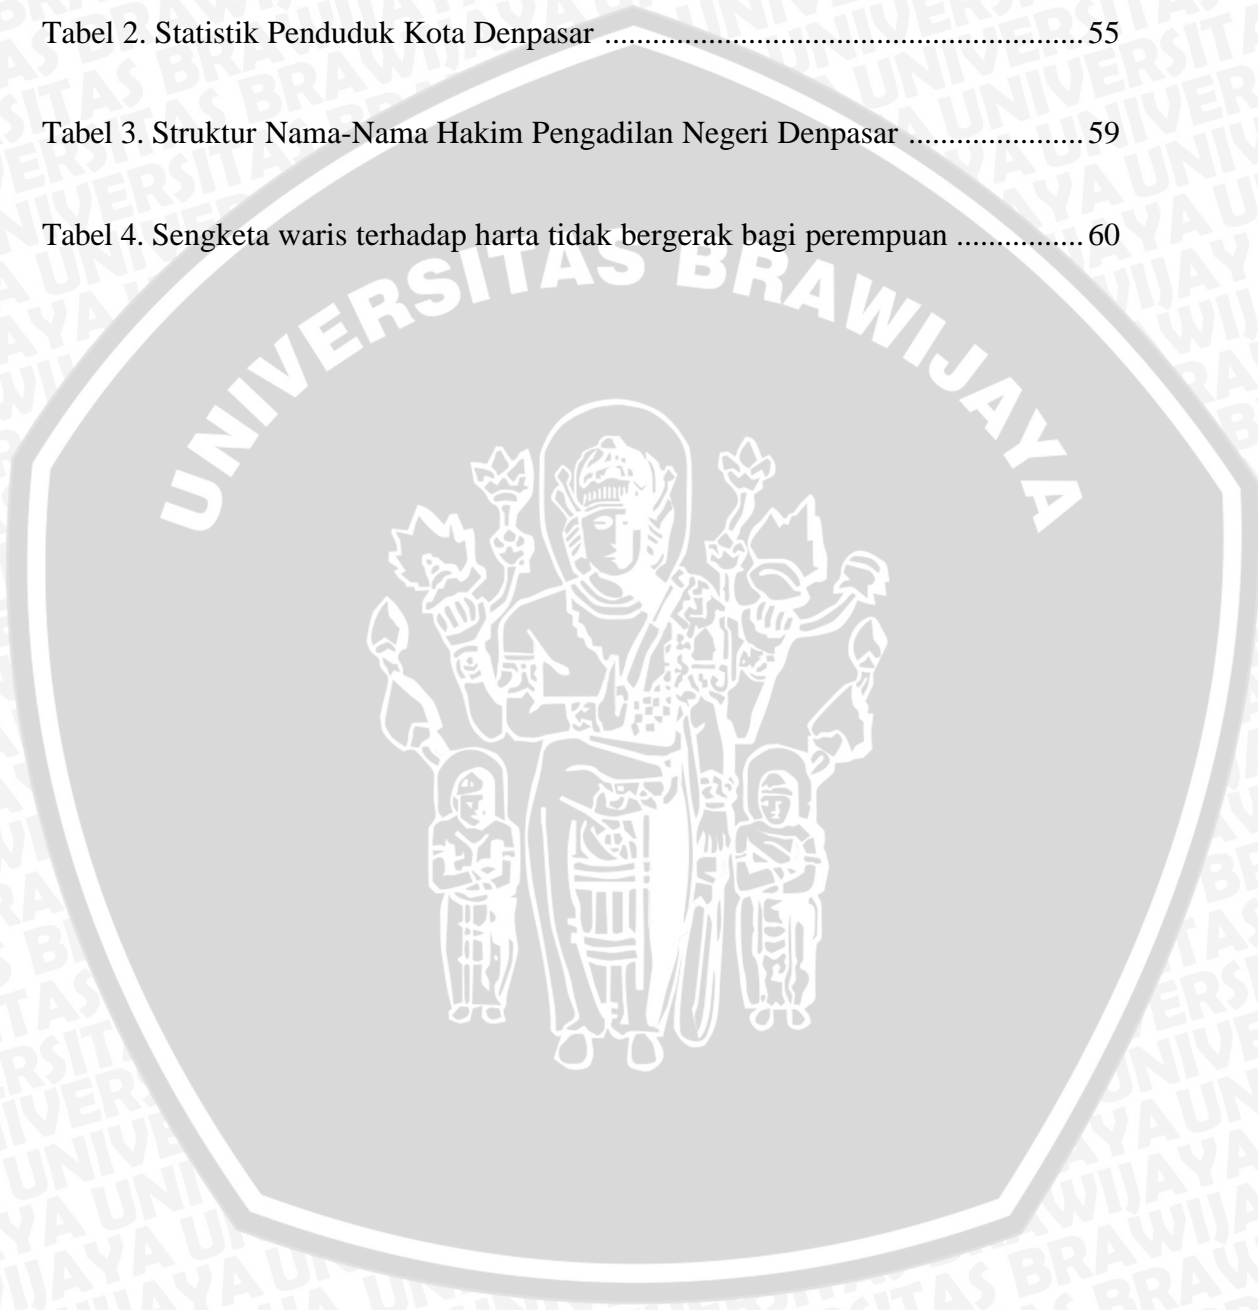 Tabel 2. Statistik Penduduk Kota Denpasar ............................................................ 55
Tabel 3. Struktur Nama-Nama Hakim Pengadilan Negeri Denpasar ...................... 59
Tabel 4. Sengketa waris terhadap harta tidak bergerak bagi perempuan ................ 60
UNIVERSITAS BRAWIJAYA